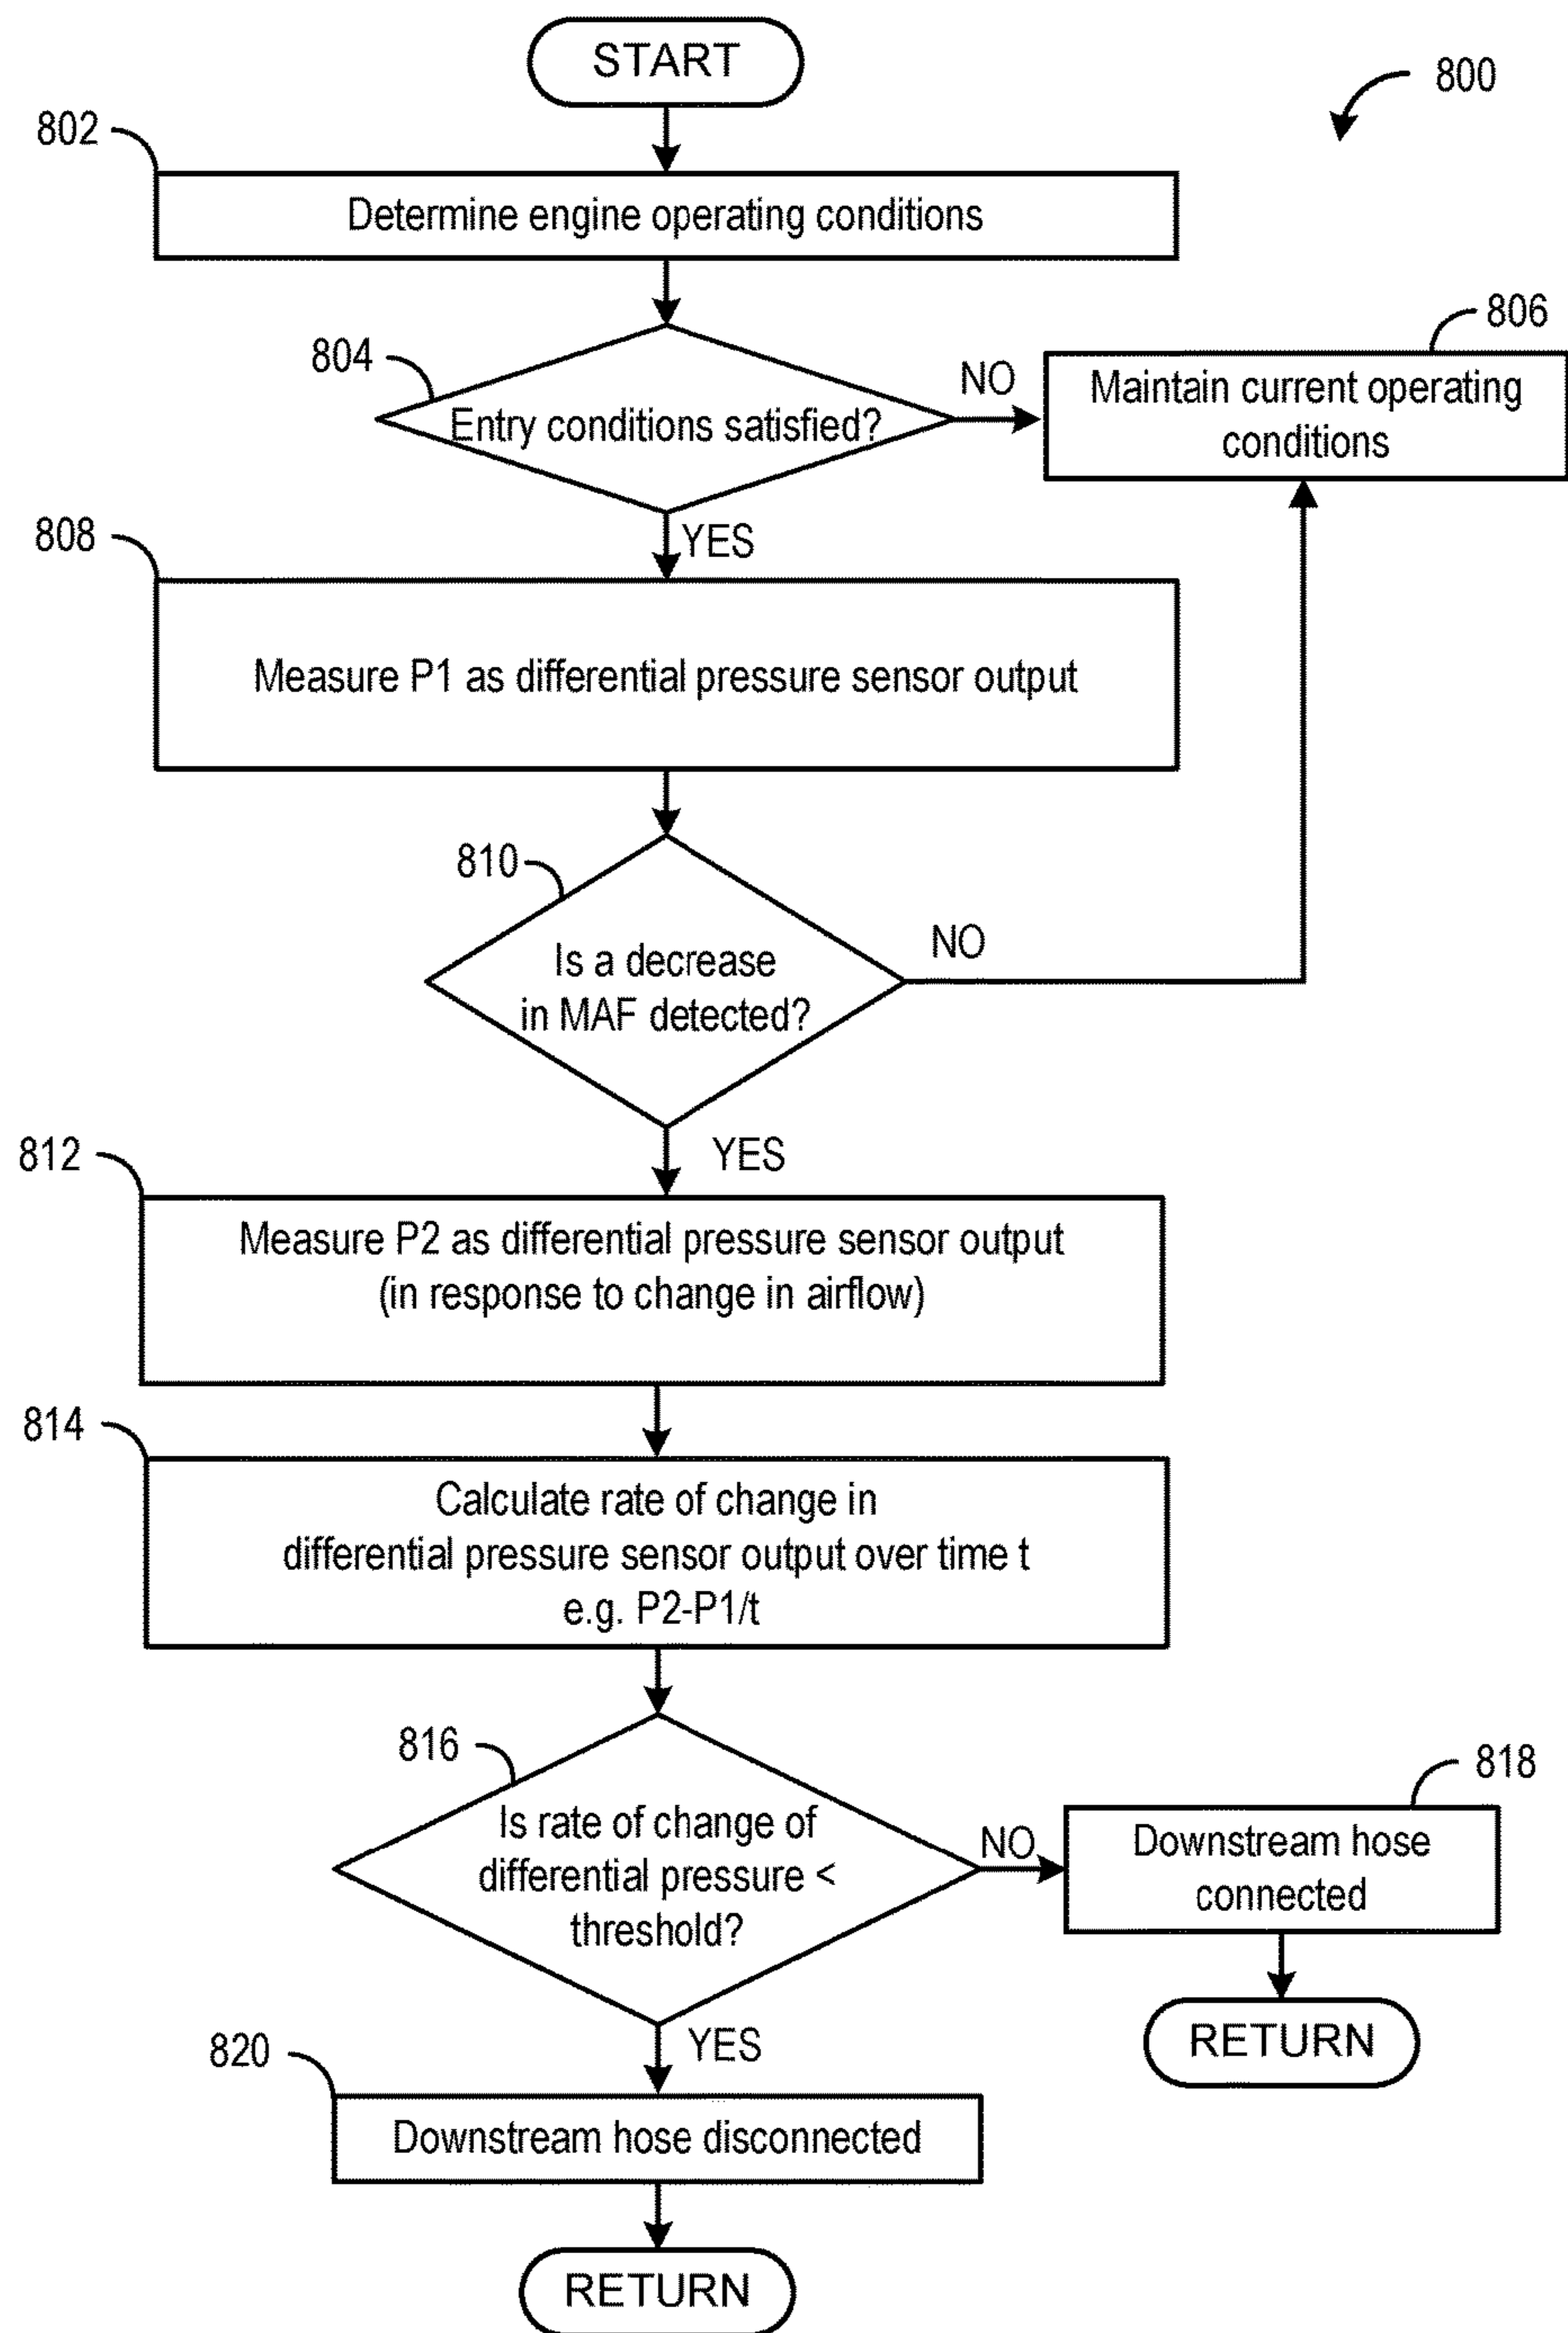 START
800
802
Determine engine operating conditions
804
Entry conditions satisfied?
NO
806
Maintain current operating
conditions
YES
808
Measure P1 as differential pressure sensor output
810
Is a decrease
in MAF detected?
NO
YES
812
Measure P2 as differential pressure sensor output
(in response to change in airflow)
814
Calculate rate of change in
differential pressure sensor output over time t
e.g. P2-P1/t
816
Is rate of change of
differential pressure <
threshold?
NO
818
Downstream hose
connected
RETURN
YES
820
Downstream hose disconnected
RETURN